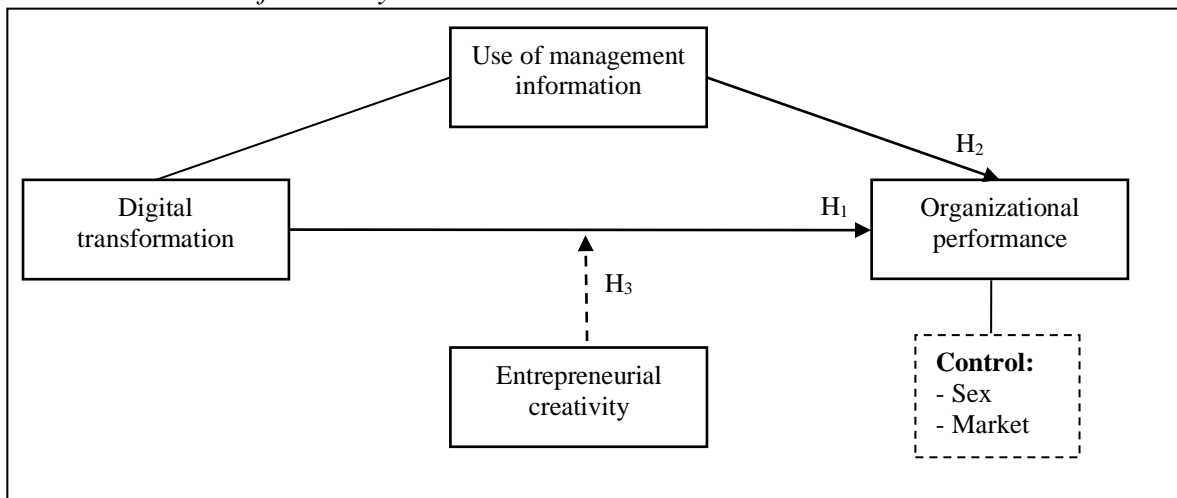 Use of management
information
H₂
Digital
transformation
H₁
Organizational
performance
H₃
Entrepreneurial
creativity
Control:
- Sex
- Market